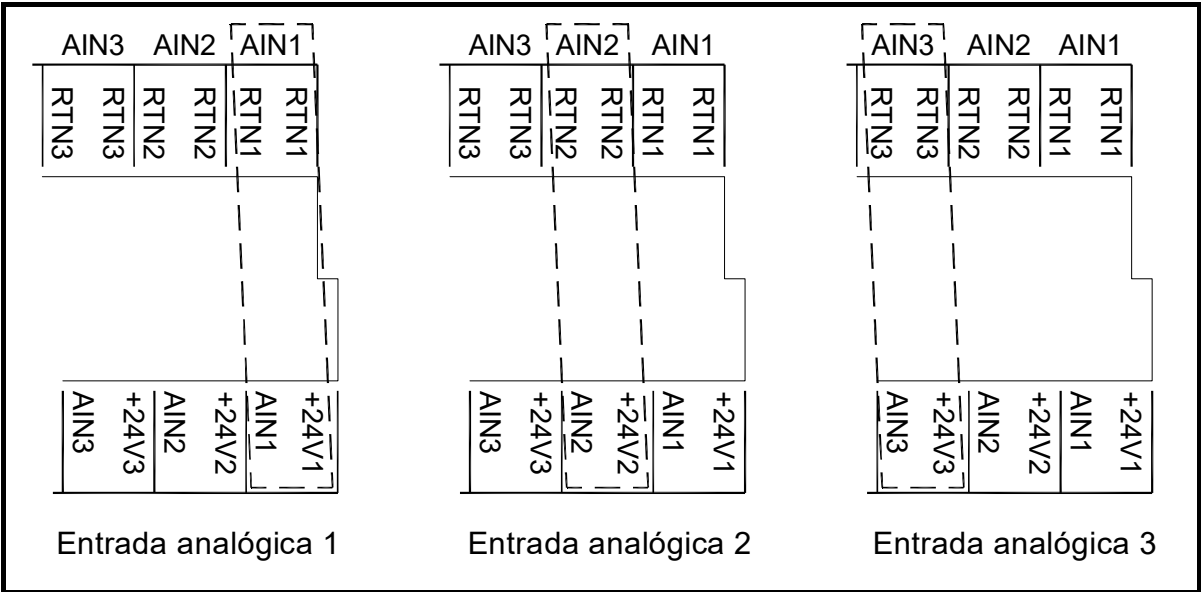 AIN3 AIN2 AIN1
RTN3 RTN3 RTN2 RTN2 RTN1 RTN1
AIN3 +24V3 AIN2 +24V2 AIN1 +24V1
Entrada analógica 1
AIN3 AIN2 AIN1
RTN3 RTN3 RTN2 RTN2 RTN1 RTN1
AIN3 +24V3 AIN2 +24V2 AIN1 +24V1
Entrada analógica 2
AIN3 AIN2 AIN1
RTN3 RTN3 RTN2 RTN2 RTN1 RTN1
AIN3 +24V3 AIN2 +24V2 AIN1 +24V1
Entrada analógica 3